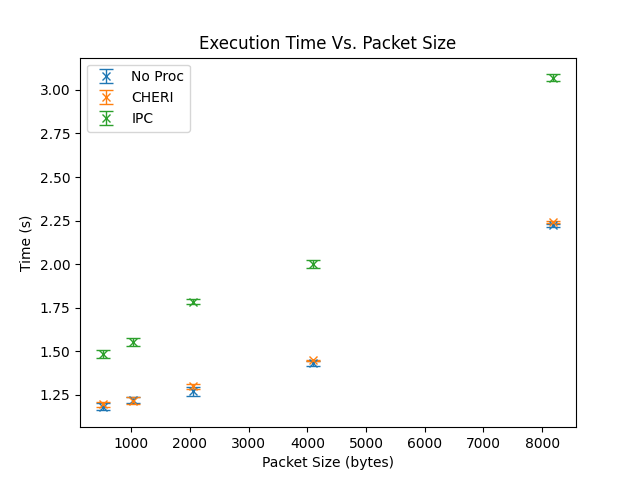 Execution Time Vs. Packet Size
No Proc
CHERI
IPC
3.00
2.75
2.50
2.25
2.00
1.75
1.50
1.25
Time (s)
1000 2000 3000 4000 5000 6000 7000 8000
Packet Size (bytes)